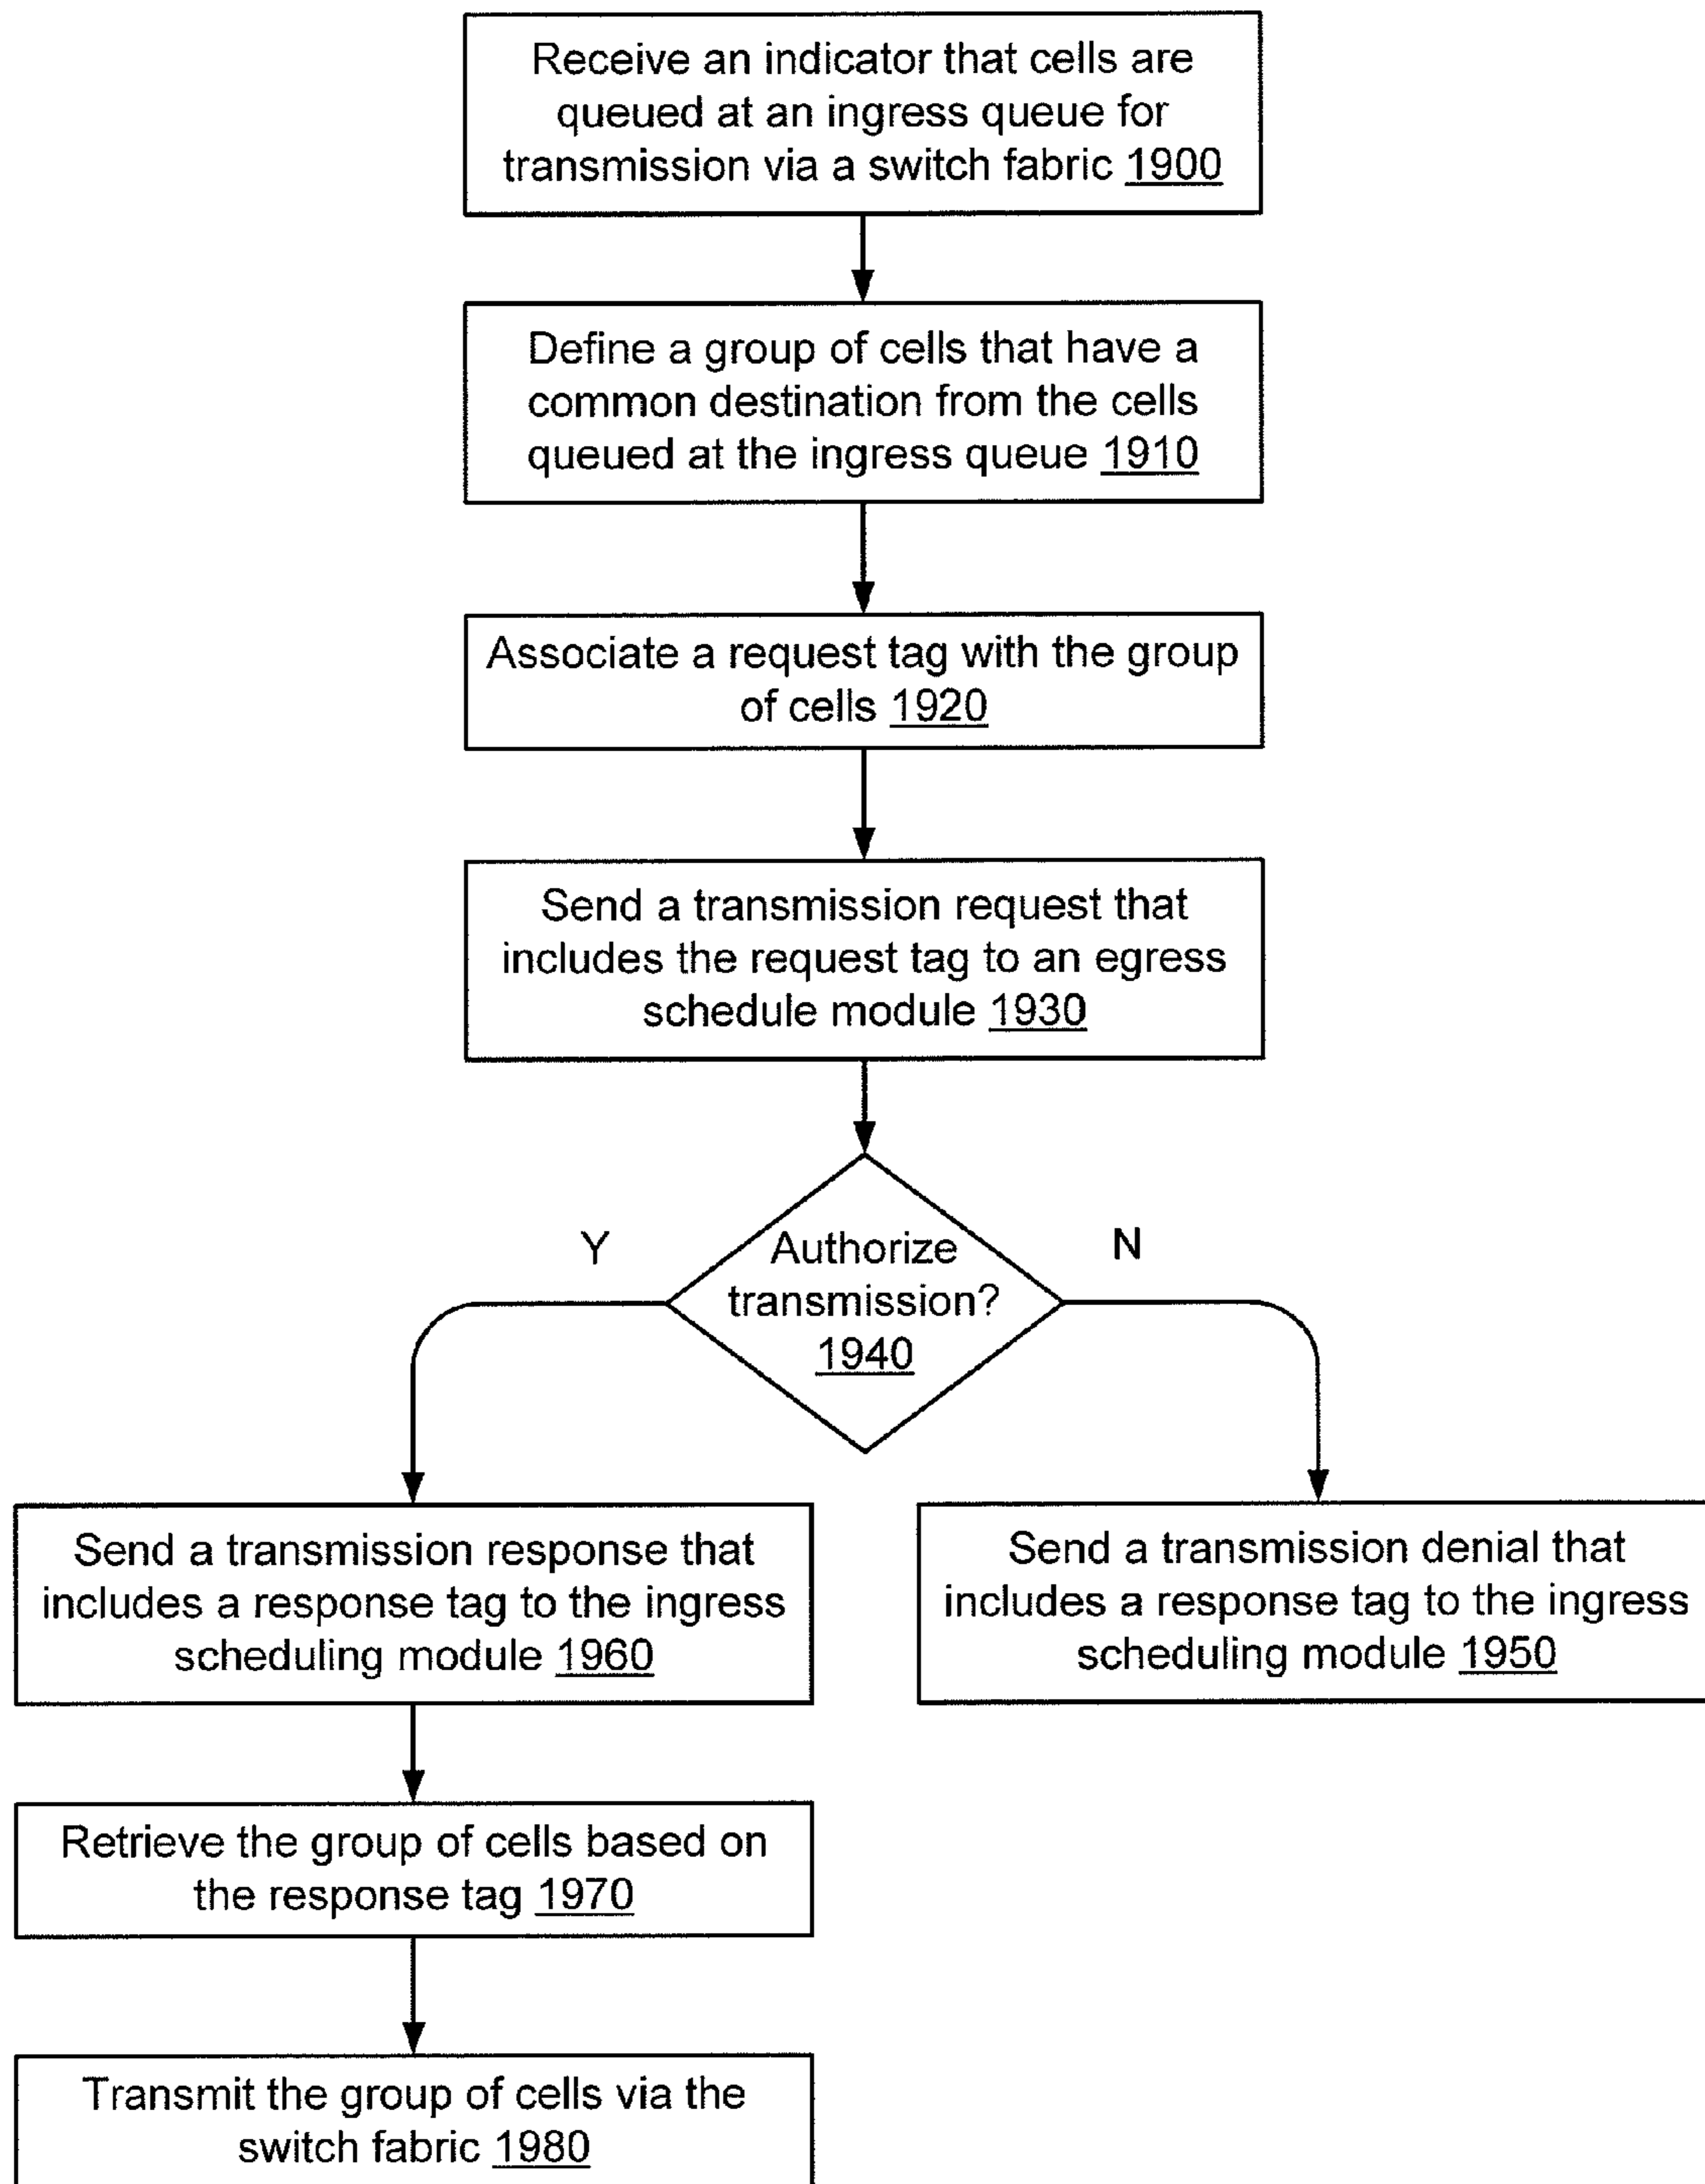 Receive an indicator that cells are
queued at an ingress queue for
transmission via a switch fabric 1900
Define a group of cells that have a
common destination from the cells
queued at the ingress queue 1910
Associate a request tag with the group
of cells 1920
Send a transmission request that
includes the request tag to an egress
schedule module 1930
Y
N
Authorize
transmission?
1940
Send a transmission response that
includes a response tag to the ingress
scheduling module 1960
Send a transmission denial that
includes a response tag to the ingress
scheduling module 1950
Retrieve the group of cells based on
the response tag 1970
Transmit the group of cells via the
switch fabric 1980